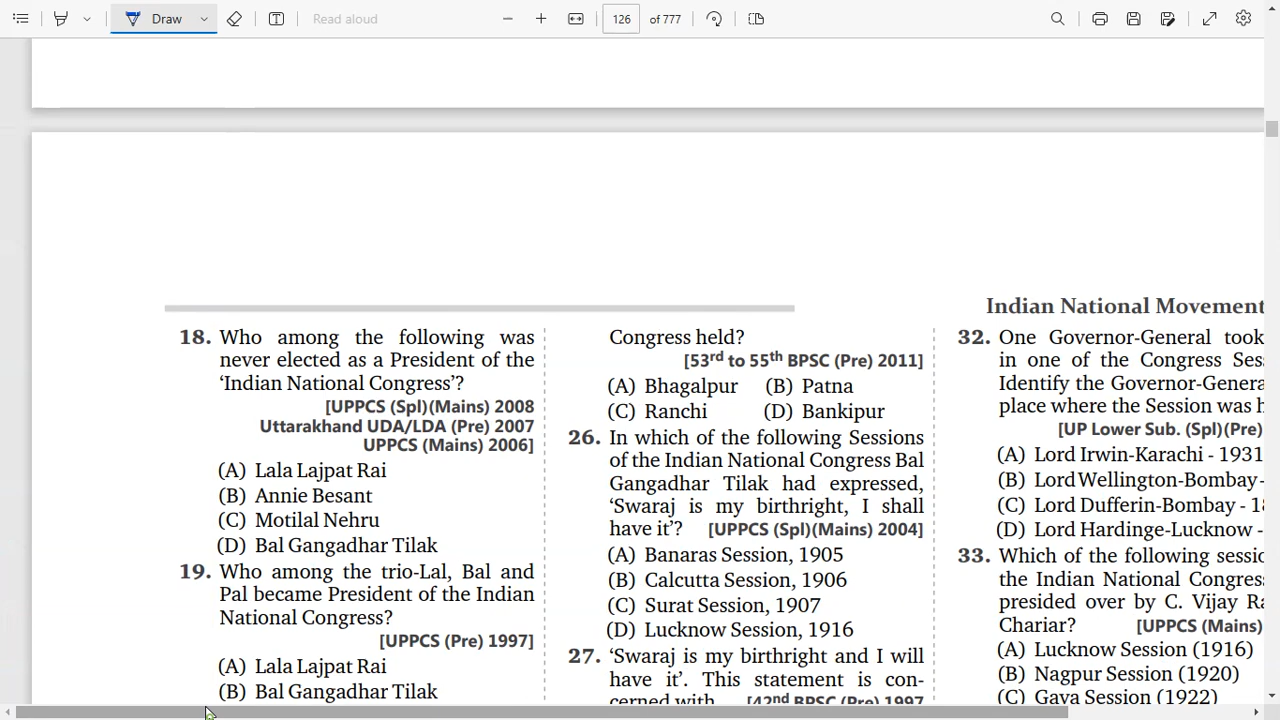 Draw
Read aloud
126 of 777
Indian National Movement
18. Who among the following was
never elected as a President of the
‘Indian National Congress’?
[UPPCS (Spl)(Mains) 2008
Uttarakhand UDA/LDA (Pre) 2007
UPPCS (Mains) 2006]
(A) Lala Lajpat Rai
(B) Annie Besant
(C) Motilal Nehru
(D) Bal Gangadhar Tilak
19. Who among the trio-Lal, Bal and
Pal became President of the Indian
National Congress?
[UPPCS (Pre) 1997]
(A) Lala Lajpat Rai
(B) Bal Gangadhar Tilak
Congress held?
[53rd to 55th BPSC (Pre) 2011]
(A) Bhagalpur (B) Patna
(C) Ranchi (D) Bankipur
26. In which of the following Sessions
of the Indian National Congress Bal
Gangadhar Tilak had expressed,
‘Swaraj is my birthright, I shall
have it’? [UPPCS (Spl)(Mains) 2004]
(A) Banaras Session, 1905
(B) Calcutta Session, 1906
(C) Surat Session, 1907
(D) Lucknow Session, 1916
27. ‘Swaraj is my birthright and I will
have it’. This statement is con-
cerned with [42nd BPSC (Pre) 1997
32. One Governor-General took
in one of the Congress Ses
Identify the Governor-Genera
place where the Session was h
[UP Lower Sub. (Spl)(Pre)
(A) Lord Irwin-Karachi - 1931
(B) Lord Wellington-Bombay-
(C) Lord Dufferin-Bombay - 18
(D) Lord Hardinge-Lucknow -
33. Which of the following sessio
the Indian National Congress
presided over by C. Vijay Ra
Chariar? [UPPCS (Mains)
(A) Lucknow Session (1916)
(B) Nagpur Session (1920)
(C) Gaya Session (1922)